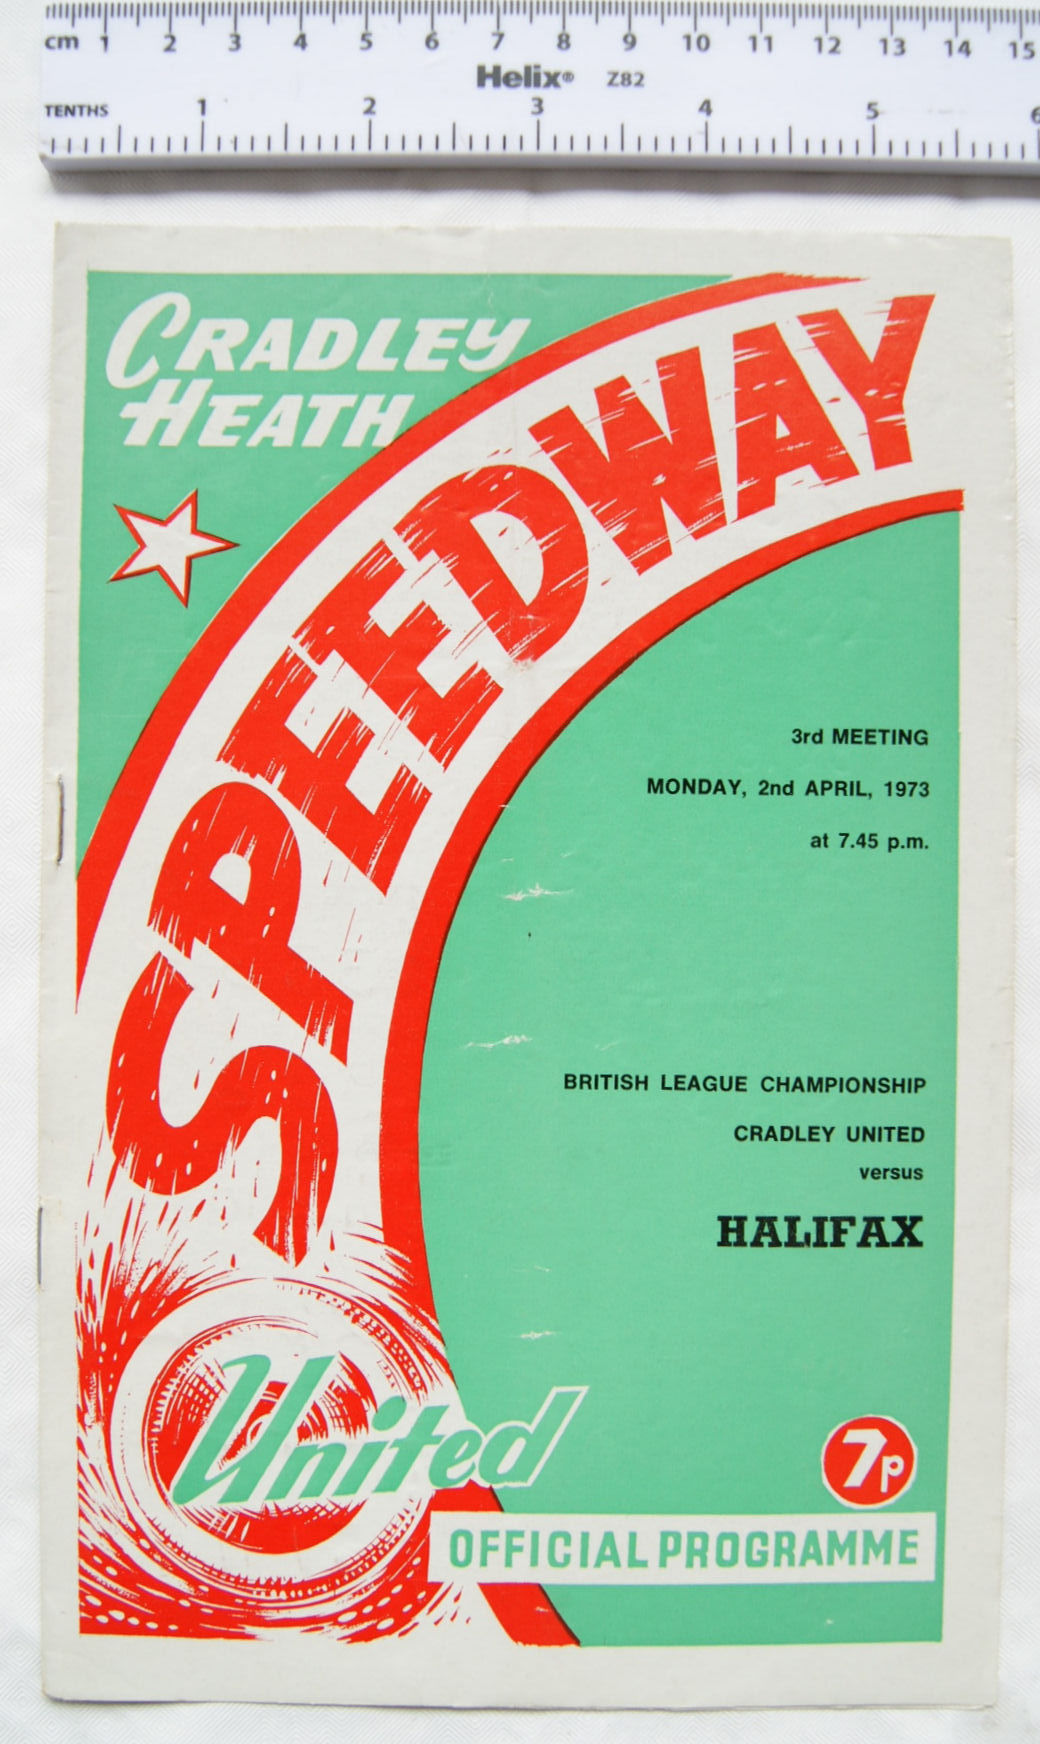 cm 1 2 3 4 5 6 7 8 9 10 11 12 13 14 15
Helix® Z82
TENTHS 1 2 3 4 5 6
CRADLEY
HEATH
SPEEDWAY
3rd MEETING
MONDAY, 2nd APRIL, 1973
at 7.45 p.m.
BRITISH LEAGUE CHAMPIONSHIP
CRADLEY UNITED
versus
HALIFAX
United
7p
OFFICIAL PROGRAMME